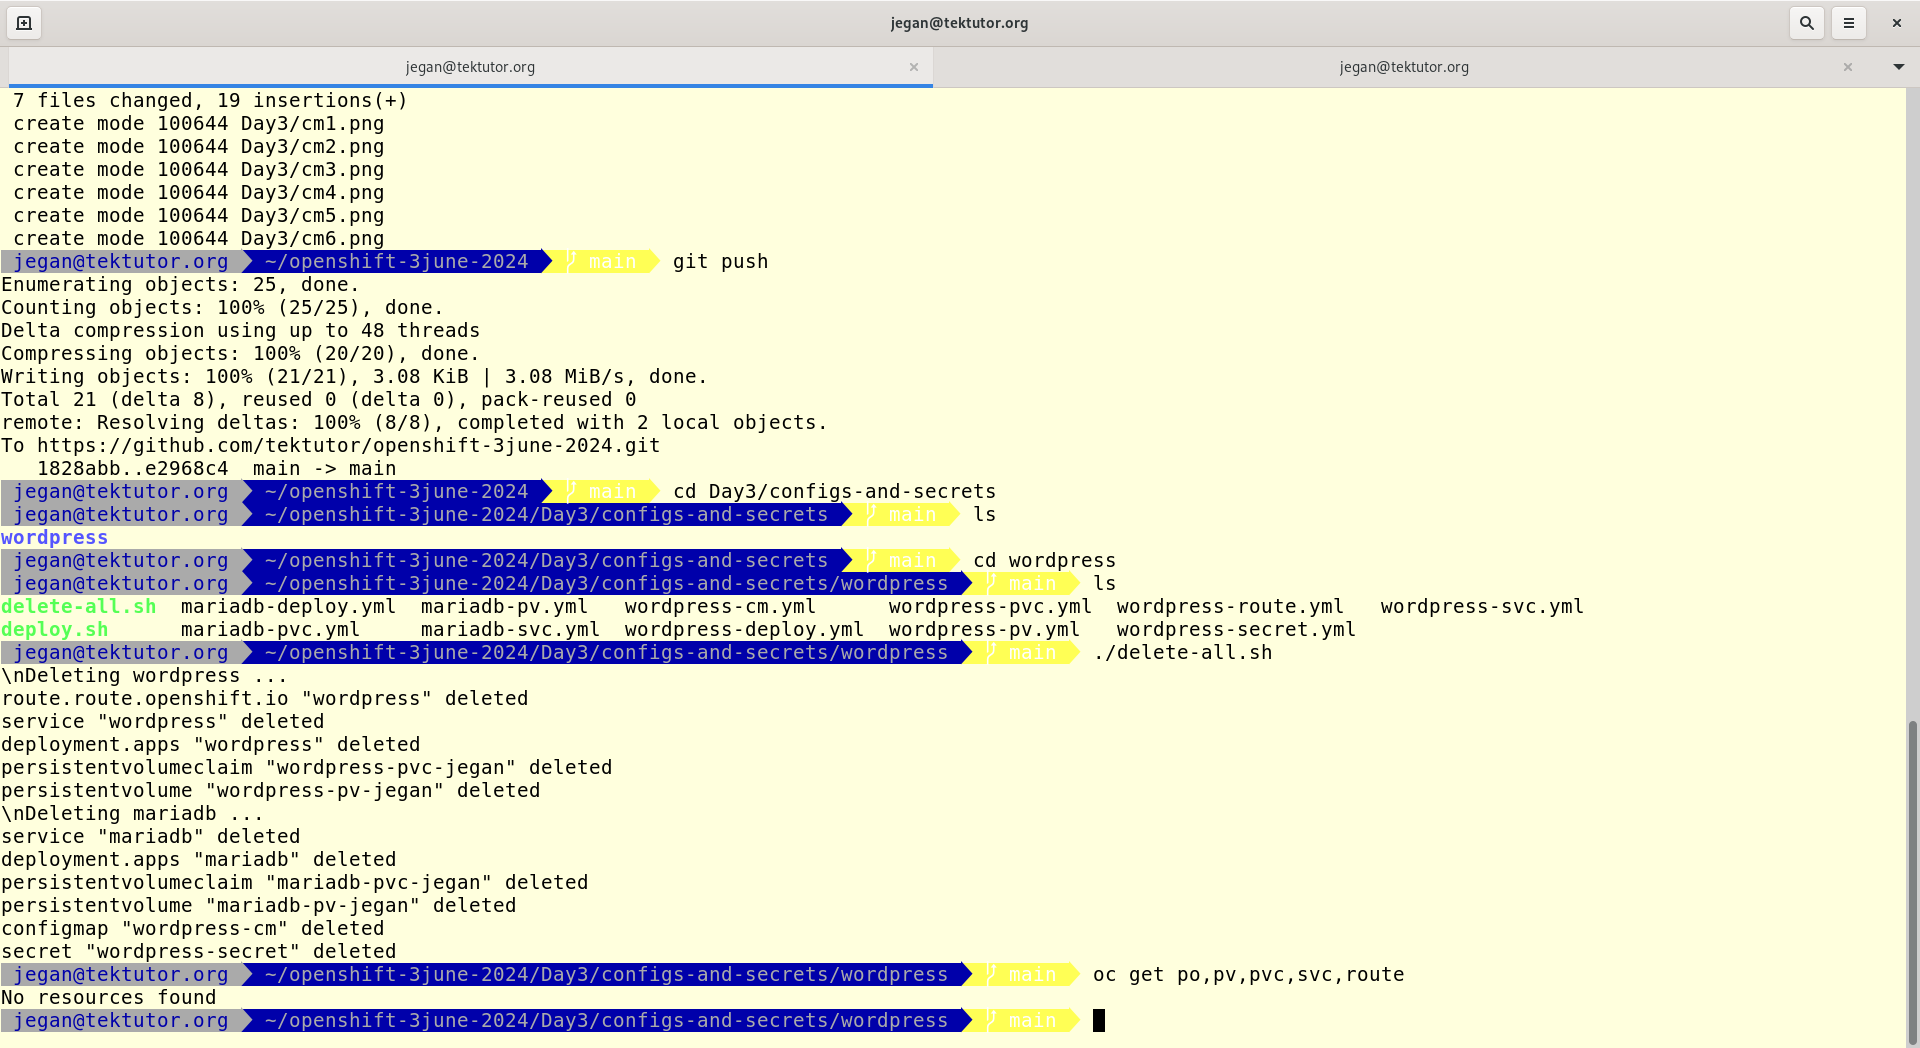 jegan@tektutor.org
jegan@tektutor.org
jegan@tektutor.org
7 files changed, 19 insertions(+)
create mode 100644 Day3/cm1.png
create mode 100644 Day3/cm2.png
create mode 100644 Day3/cm3.png
create mode 100644 Day3/cm4.png
create mode 100644 Day3/cm5.png
create mode 100644 Day3/cm6.png
jegan@tektutor.org ~/openshift-3june-2024 main git push
Enumerating objects: 25, done.
Counting objects: 100% (25/25), done.
Delta compression using up to 48 threads
Compressing objects: 100% (20/20), done.
Writing objects: 100% (21/21), 3.08 KiB | 3.08 MiB/s, done.
Total 21 (delta 8), reused 0 (delta 0), pack-reused 0
remote: Resolving deltas: 100% (8/8), completed with 2 local objects.
To https://github.com/tektutor/openshift-3june-2024.git
1828abb..e2968c4  main -> main
jegan@tektutor.org ~/openshift-3june-2024 main cd Day3/configs-and-secrets
jegan@tektutor.org ~/openshift-3june-2024/Day3/configs-and-secrets main ls
wordpress
jegan@tektutor.org ~/openshift-3june-2024/Day3/configs-and-secrets main cd wordpress
jegan@tektutor.org ~/openshift-3june-2024/Day3/configs-and-secrets/wordpress main ls
delete-all.sh  mariadb-deploy.yml  mariadb-pv.yml   wordpress-cm.yml      wordpress-pvc.yml  wordpress-route.yml   wordpress-svc.yml
deploy.sh      mariadb-pvc.yml     mariadb-svc.yml  wordpress-deploy.yml  wordpress-pv.yml   wordpress-secret.yml
jegan@tektutor.org ~/openshift-3june-2024/Day3/configs-and-secrets/wordpress main ./delete-all.sh
\nDeleting wordpress ...
route.route.openshift.io "wordpress" deleted
service "wordpress" deleted
deployment.apps "wordpress" deleted
persistentvolumeclaim "wordpress-pvc-jegan" deleted
persistentvolume "wordpress-pv-jegan" deleted
\nDeleting mariadb ...
service "mariadb" deleted
deployment.apps "mariadb" deleted
persistentvolumeclaim "mariadb-pvc-jegan" deleted
persistentvolume "mariadb-pv-jegan" deleted
configmap "wordpress-cm" deleted
secret "wordpress-secret" deleted
jegan@tektutor.org ~/openshift-3june-2024/Day3/configs-and-secrets/wordpress main oc get po,pv,pvc,svc,route
No resources found
jegan@tektutor.org ~/openshift-3june-2024/Day3/configs-and-secrets/wordpress main